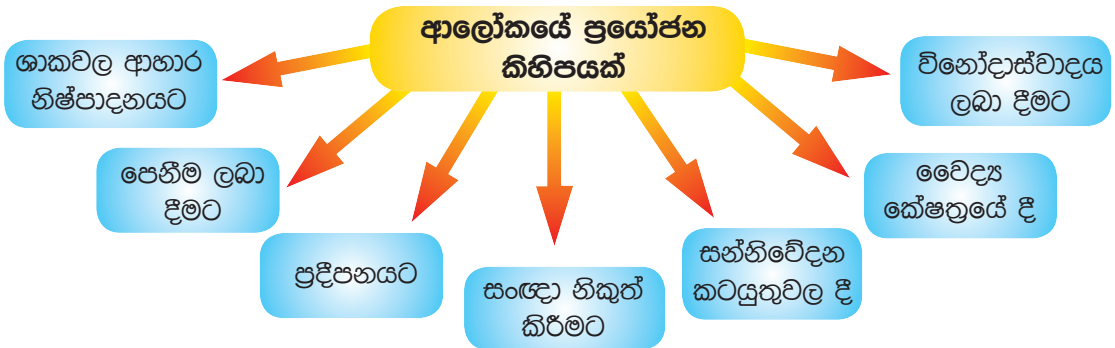 ආලෝකයේ ප්‍රයෝජන
කිහිපයක්
ශාකවල ආහාර
නිෂ්පාදනයට
පෙනීම ලබා
දීමට
ප්‍රදීපනයට
සංඥා නිකුත්
කිරීමට
සන්නිවේදන
කටයුතුවල දී
වෛද්‍ය
ක්ෂේත්‍රයේ දී
විනෝදාස්වාදය
ලබා දීමට